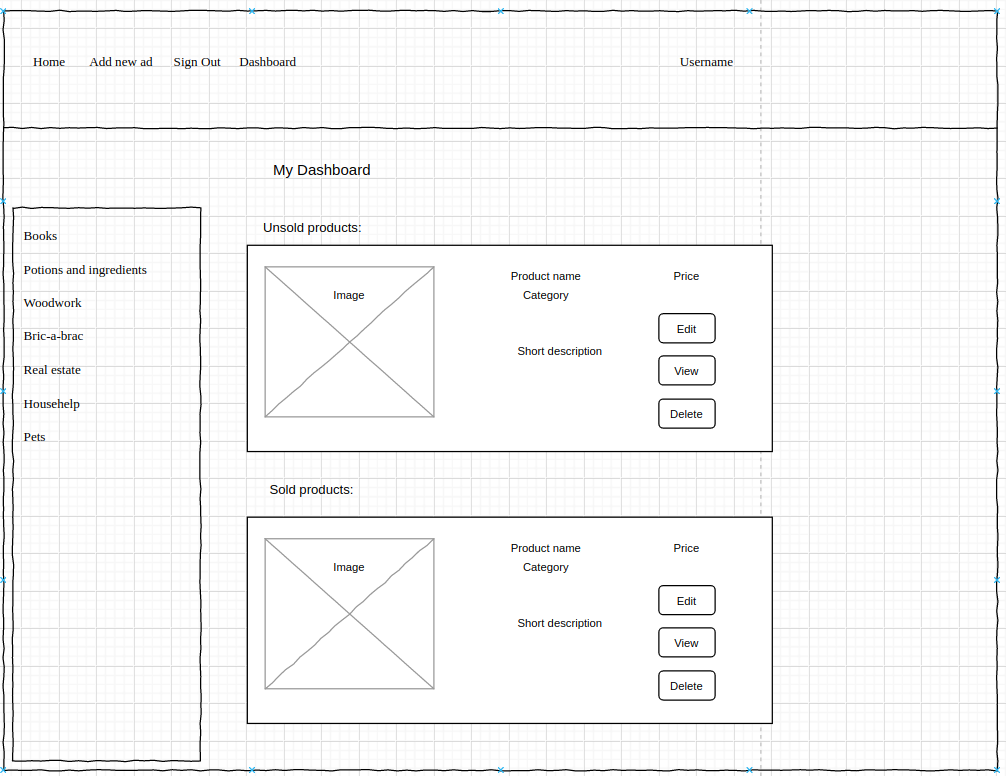 Home Add new ad Sign Out Dashboard Username
My Dashboard
Books
Potions and ingredients
Woodwork
Bric-a-brac
Real estate
Househelp
Pets
Unsold products:
Image
Product name
Category
Short description
Price
Edit
View
Delete
Sold products:
Image
Product name
Category
Short description
Price
Edit
View
Delete